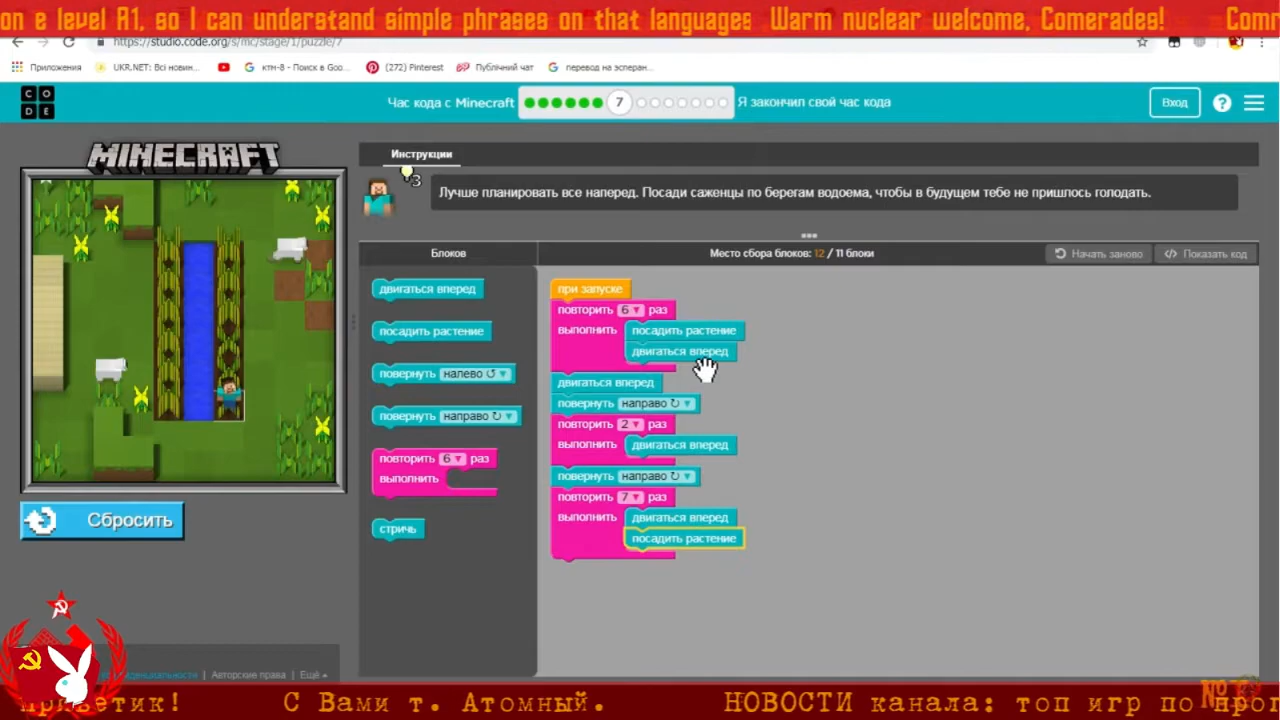 on e level A1, so I can understand simple phrases on that languages Warm nuclear welcome, Comerades! Comr
https://studio.code.org/s/mc/stage/1/puzzle/7
Приложения UKR.NET: Всі новин... ктн-8 - Поиск в Goo... (272) Pinterest Публічний чат перевод на эсперан...
C O D E
Час кода с Minecraft 7 Я закончил свой час кода Вход ?
MINECRAFT
Инструкции
3
Лучше планировать все наперед. Посади саженцы по берегам водоема, чтобы в будущем тебе не пришлось голодать.
Блоков Место сбора блоков: 12 / 11 блоки Начать заново </> Показать код
двигаться вперед
посадить растение
повернуть налево ↺
повернуть направо ↻
повторить 6 раз
выполнить
стричь
при запуске
повторить 6 раз
выполнить посадить растение
двигаться вперед
двигаться вперед
повернуть направо ↻
повторить 2 раз
выполнить двигаться вперед
повернуть направо ↻
повторить 7 раз
выполнить двигаться вперед
посадить растение
Сбросить
Авторские права | Ещё
приветик! С Вами т. Атомный. НОВОСТИ канала: топ игр по